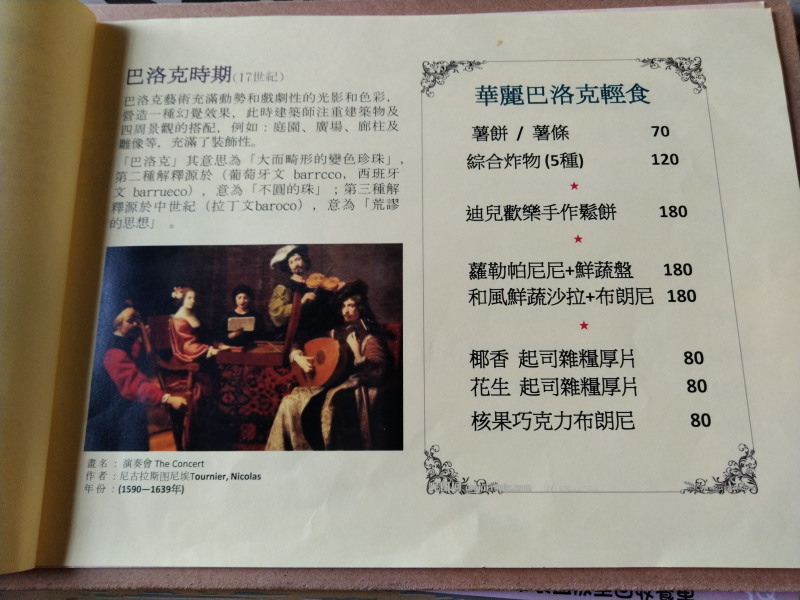 巴洛克時期(17世紀)
巴洛克藝術充滿動勢和戲劇性的光影和色彩,
營造一種幻覺效果,此時建築師注重建築物及
四周景觀的搭配,例如:庭園、廣場、廊柱及
雕像等,充滿了裝飾性。
「巴洛克」其意思為「大而畸形的變色珍珠」,
第二種解釋源於(葡萄牙文 barrcco, 西班牙
文 barrueco),意為「不圓的珠」;第三種解
釋源於中世紀(拉丁文baroco),意為「荒謬
的思想」。
畫名:演奏會 The Concert
作者:尼古拉斯图尼埃Tournier, Nicolas
年份:(1590—1639年)
華麗巴洛克輕食
薯餅 / 薯條 70
綜合炸物 (5種) 120
迪兒歡樂手作鬆餅 180
蘿勒帕尼尼+鮮蔬盤 180
和風鮮蔬沙拉+布朗尼 180
椰香 起司雜糧厚片 80
花生 起司雜糧厚片 80
核果巧克力布朗尼 80